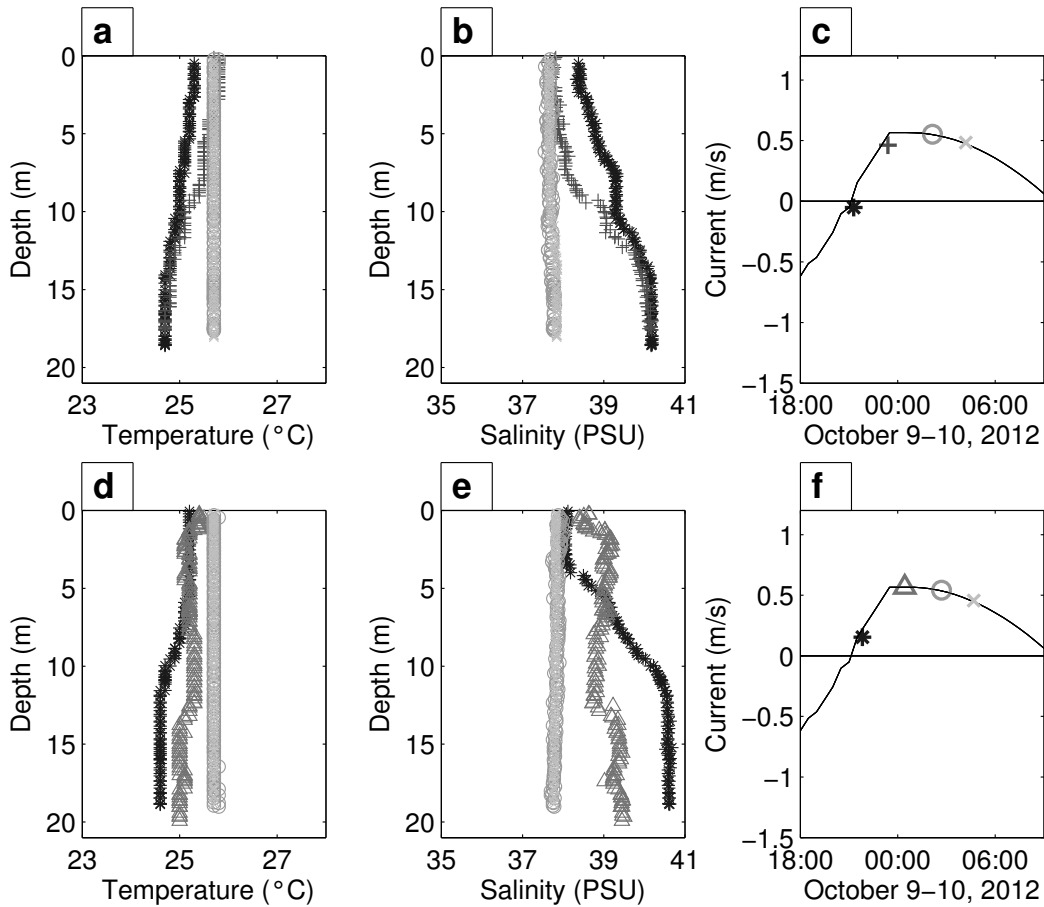 a
0
5
10
15
20
Depth (m)
23 25 27
Temperature (°C)
b
0
5
10
15
20
Depth (m)
35 37 39 41
Salinity (PSU)
c
1
0.5
0
−0.5
−1
−1.5
Current (m/s)
18:00 00:00 06:00
October 9−10, 2012
d
0
5
10
15
20
Depth (m)
23 25 27
Temperature (°C)
e
0
5
10
15
20
Depth (m)
35 37 39 41
Salinity (PSU)
f
1
0.5
0
−0.5
−1
−1.5
Current (m/s)
18:00 00:00 06:00
October 9−10, 2012